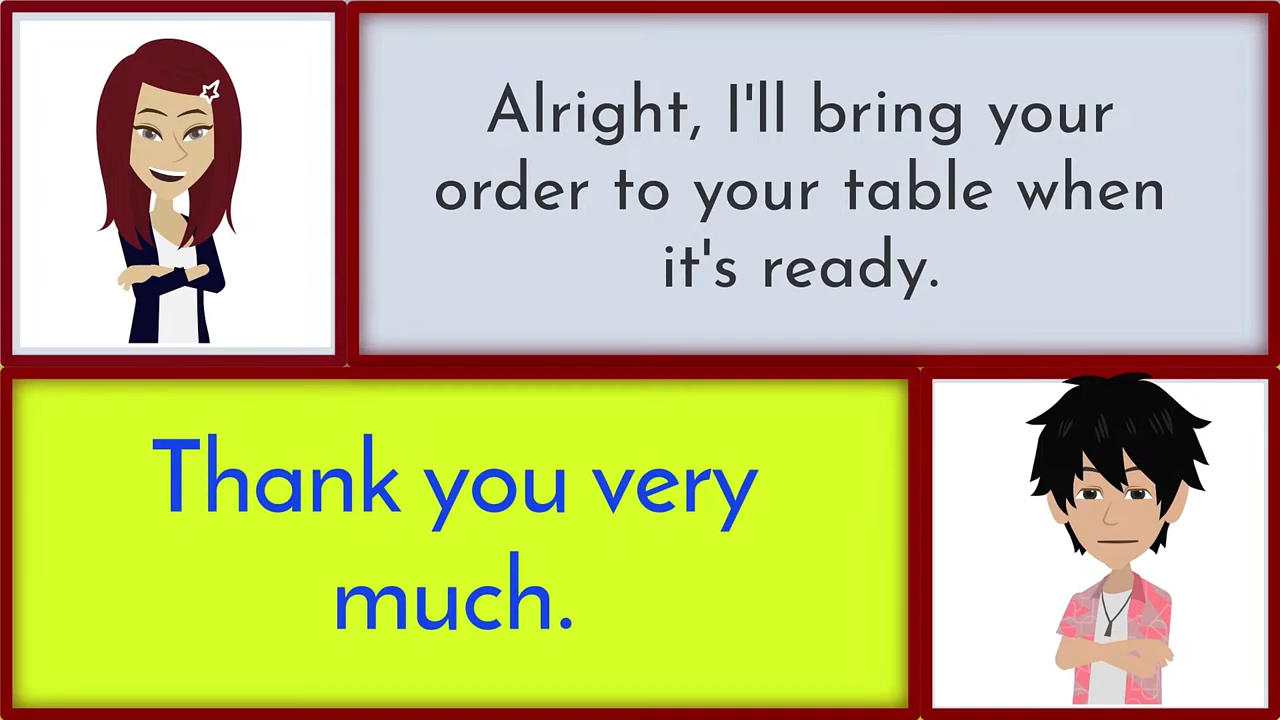 Alright, I'll bring your
order to your table when
it's ready.
Thank you very
much.